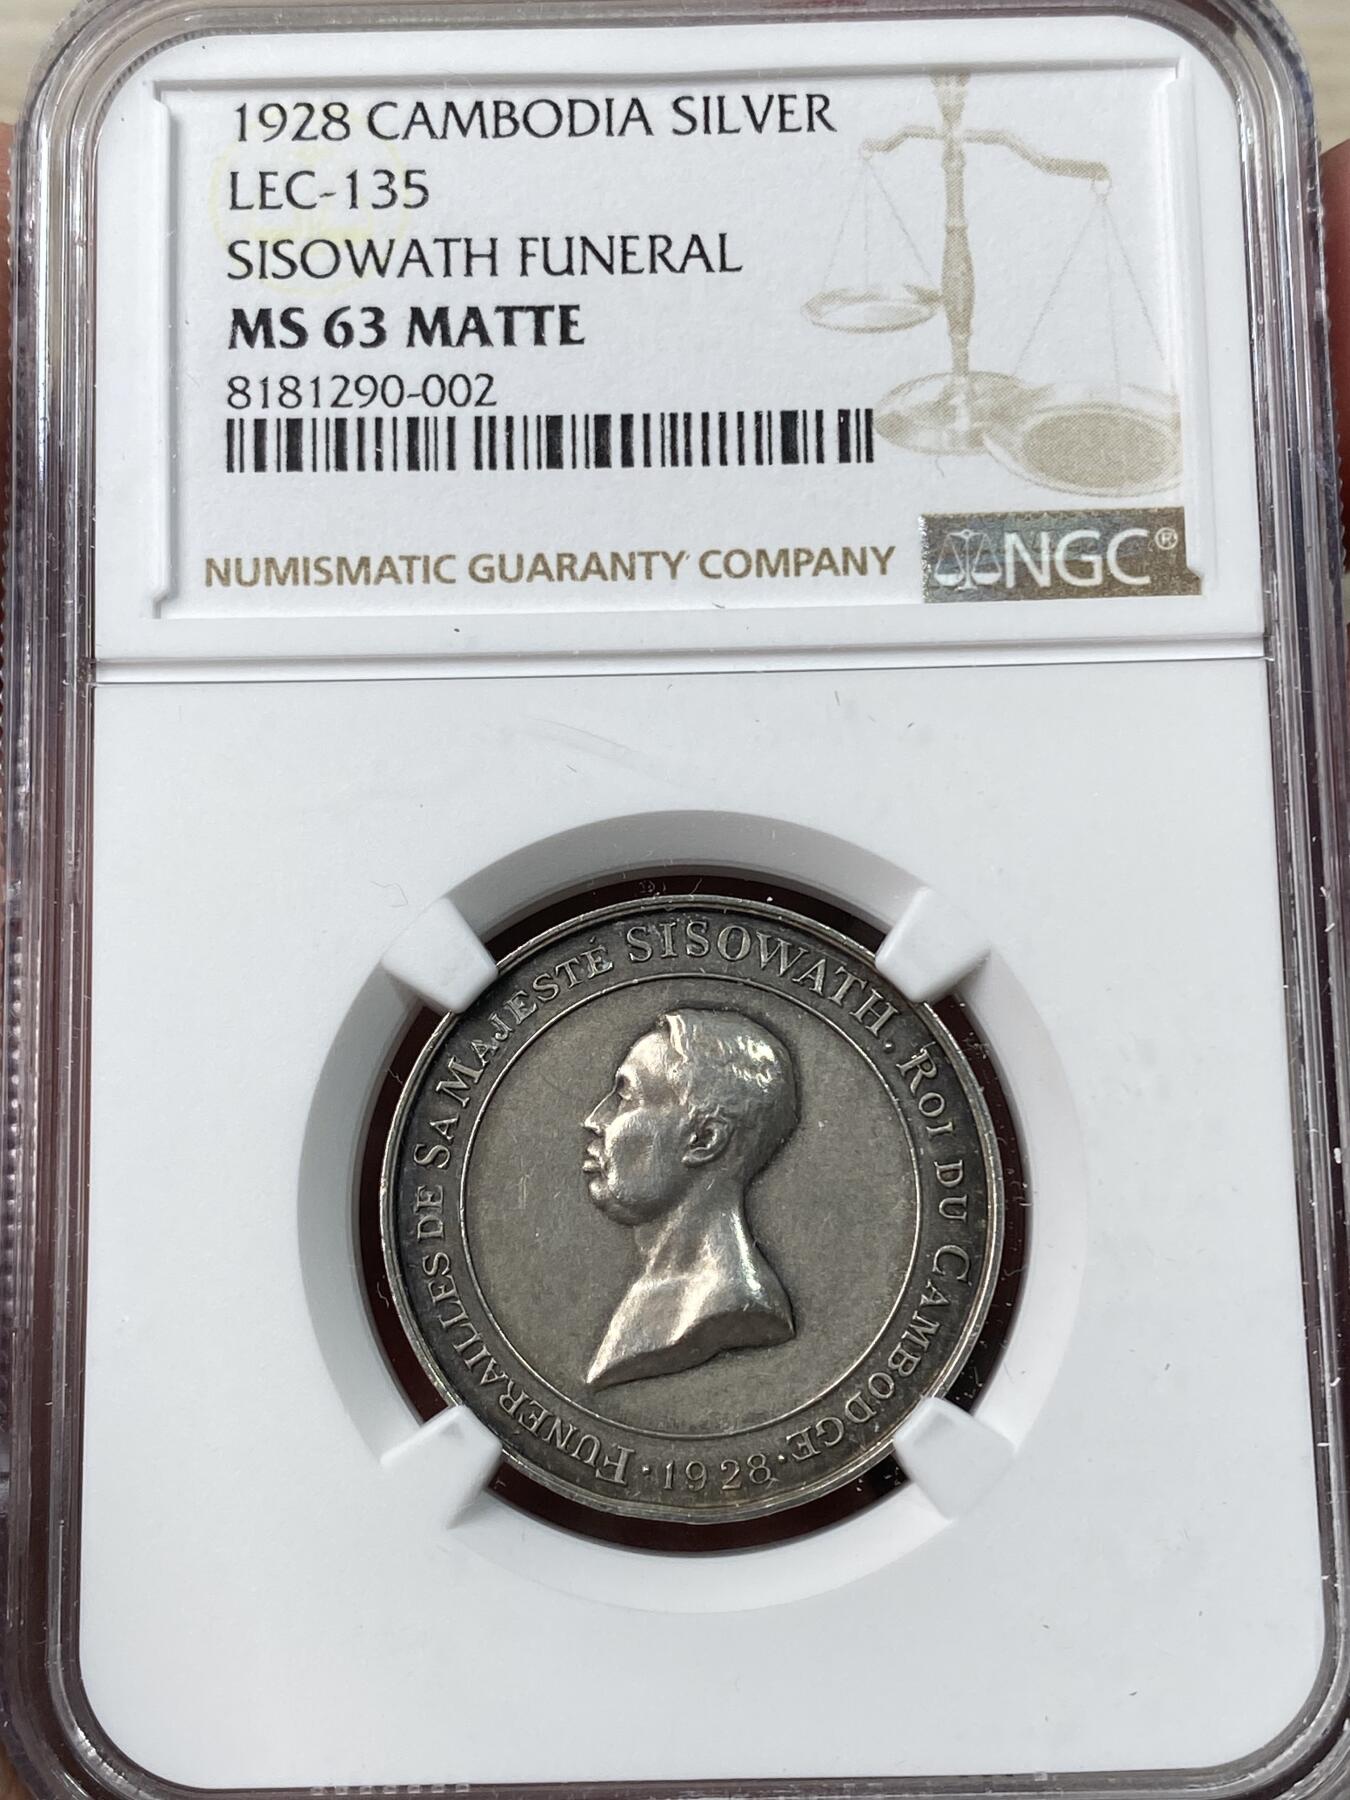 1928 CAMBODIA SILVER
LEC-135
SISOWATH FUNERAL
MS 63 MATTE
8181290-002
NUMISMATIC GUARANTY COMPANY
NGC®
FUNERAILLES DE SA MAJESTÉ SISOWATH, ROI DU CAMBODGE
·1928·